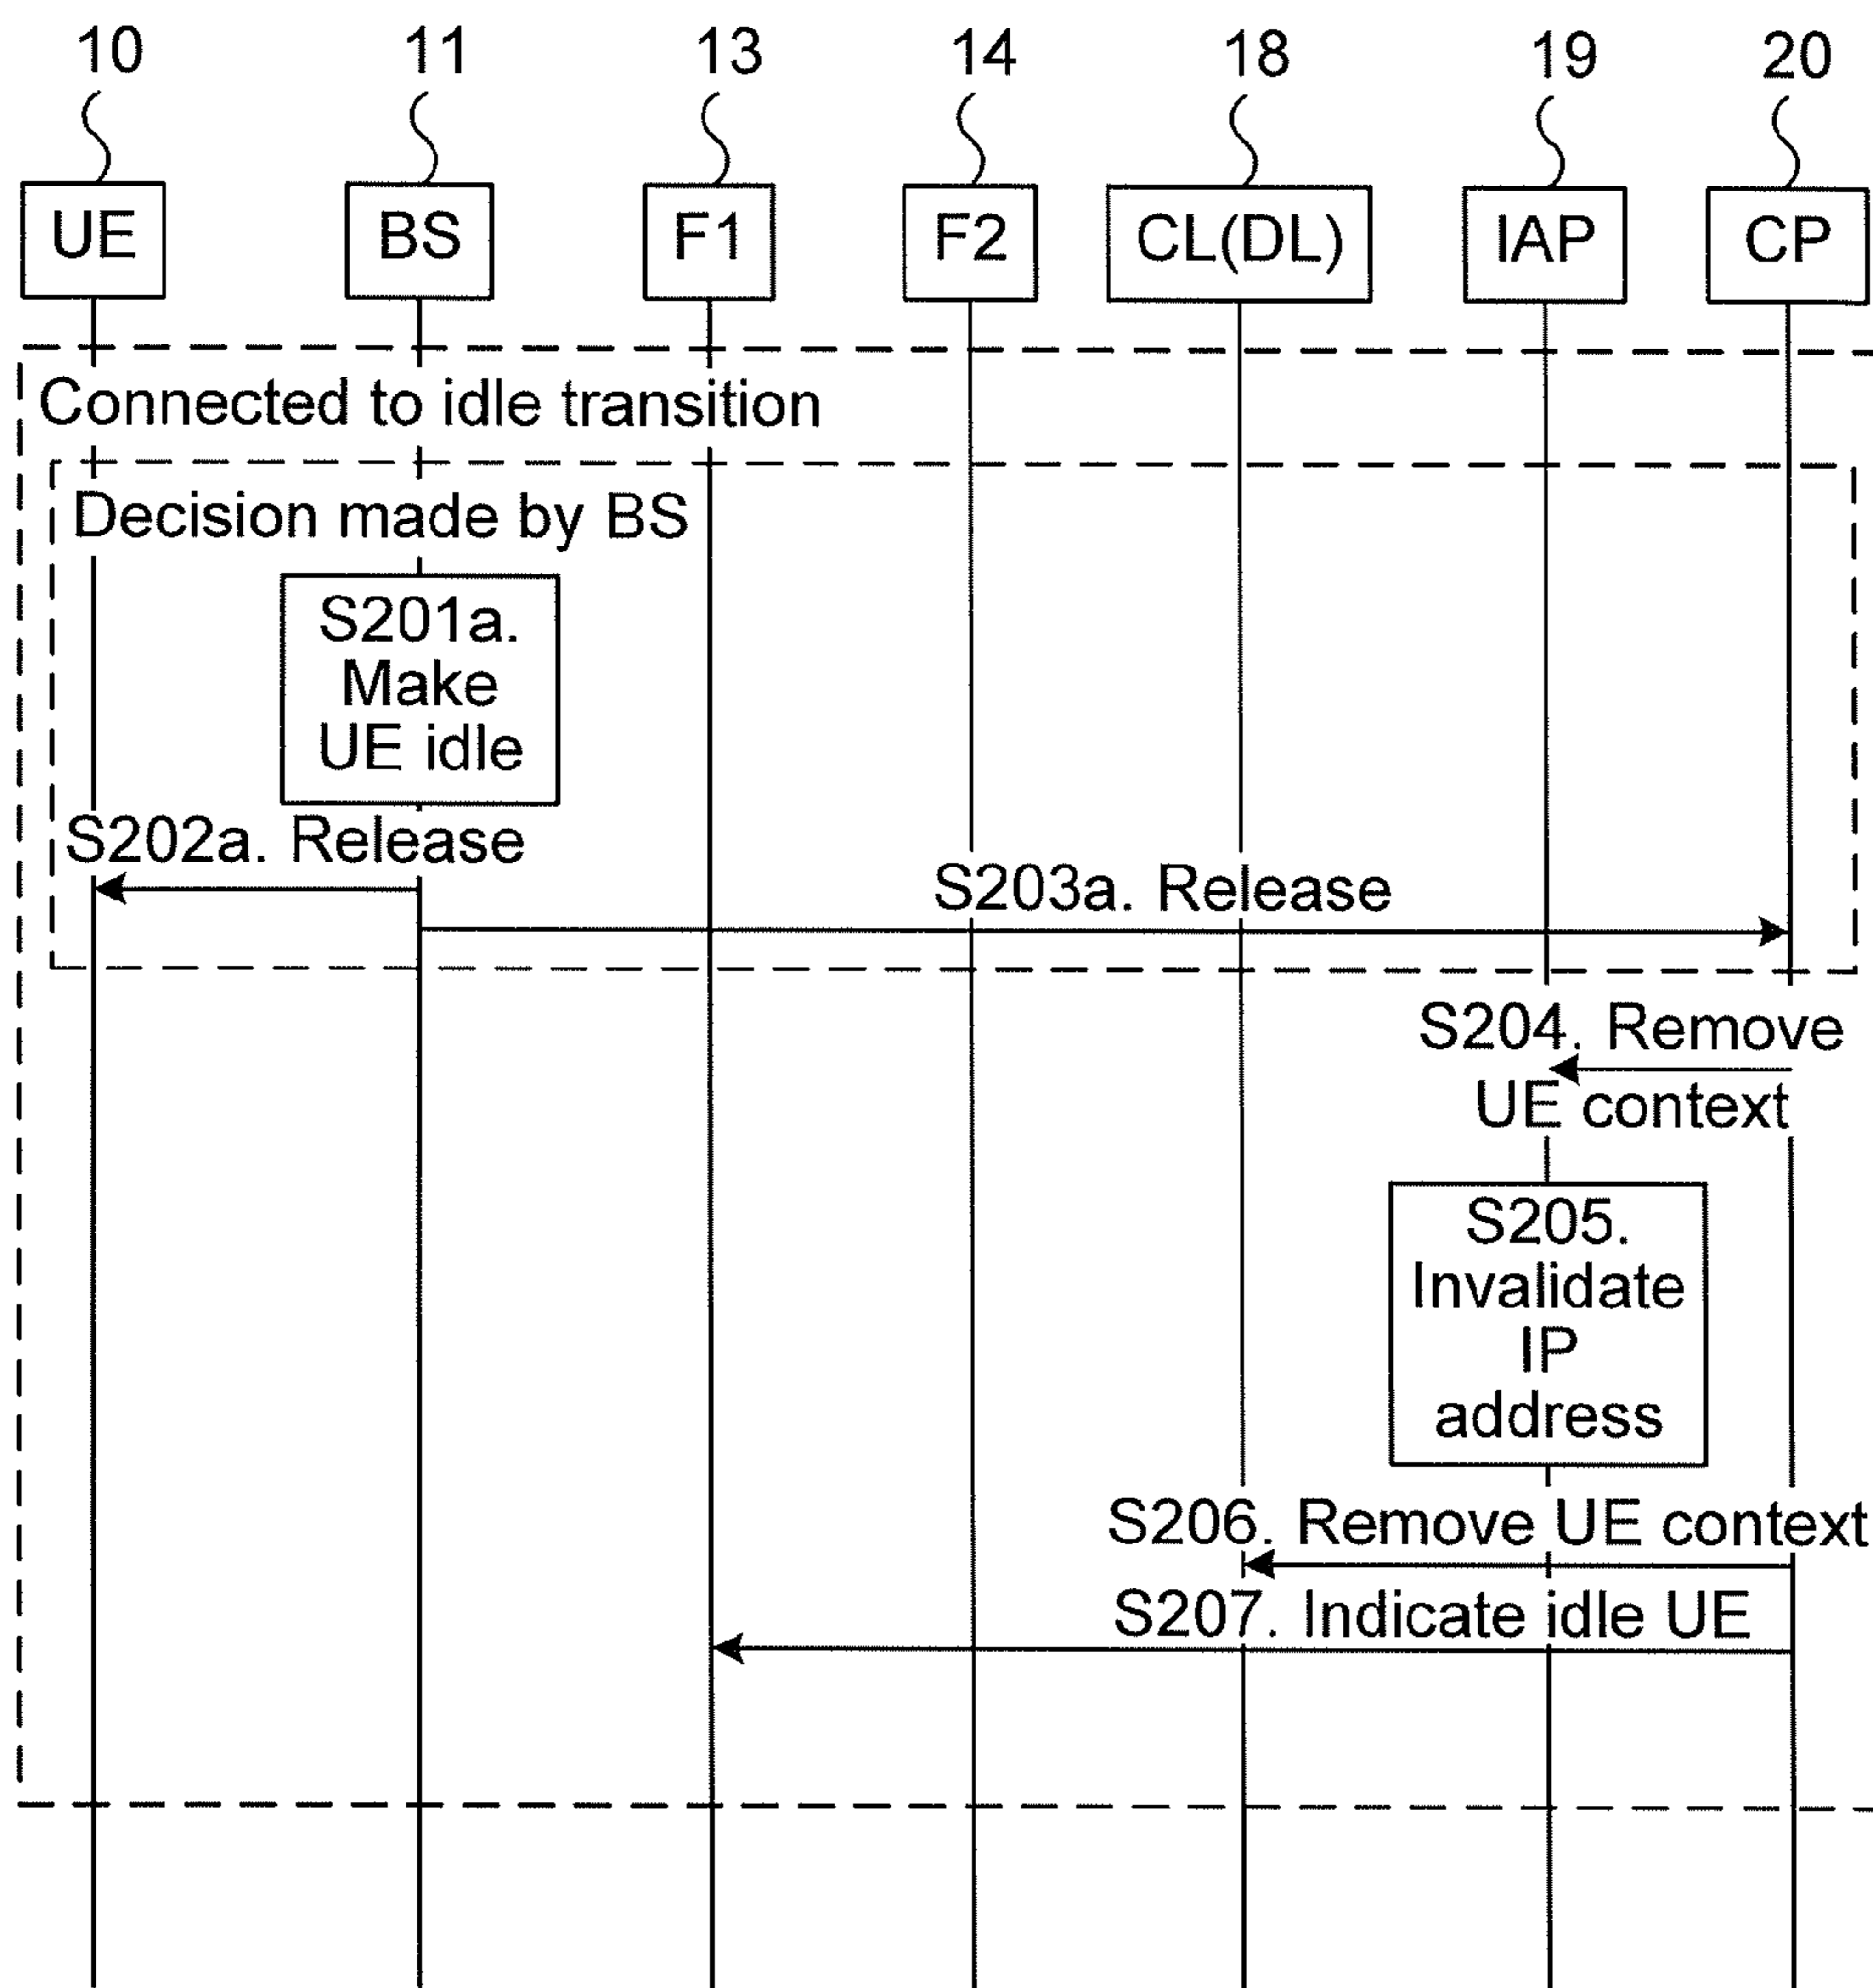 10 11 13 14 18 19 20
UE BS F1 F2 CL(DL) IAP CP
Connected to idle transition
Decision made by BS
S201a.
Make
UE idle
S202a. Release
S203a. Release
S204. Remove
UE context
S205.
Invalidate
IP
address
S206. Remove UE context
S207. Indicate idle UE